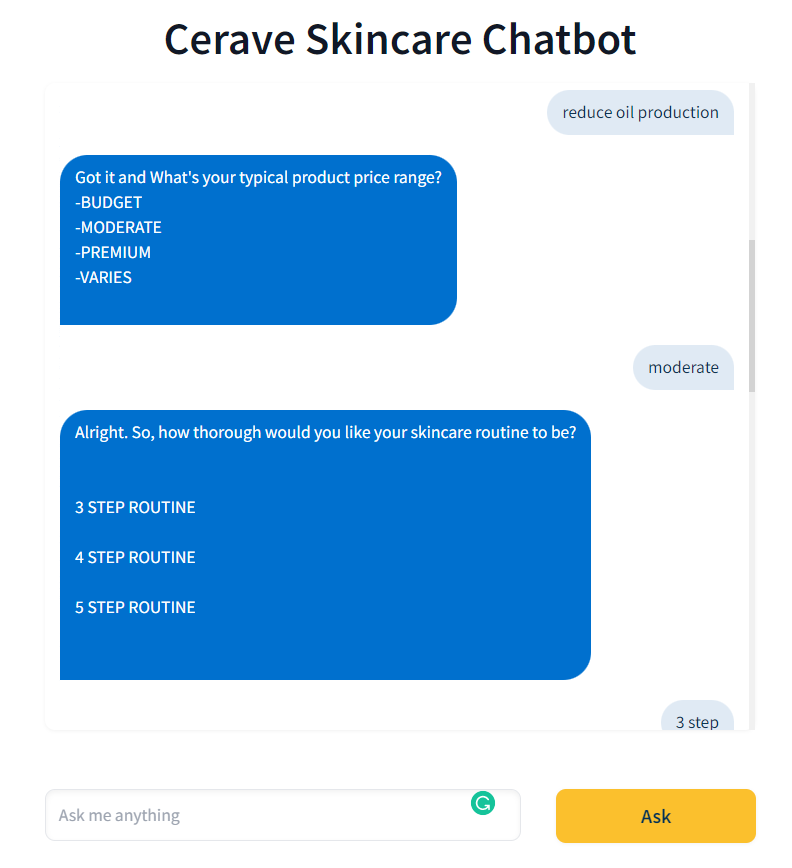 Cerave Skincare Chatbot
reduce oil production
Got it and What's your typical product price range?
-BUDGET
-MODERATE
-PREMIUM
-VARIES
moderate
Alright. So, how thorough would you like your skincare routine to be?
3 STEP ROUTINE
4 STEP ROUTINE
5 STEP ROUTINE
3 step
Ask me anything
Ask